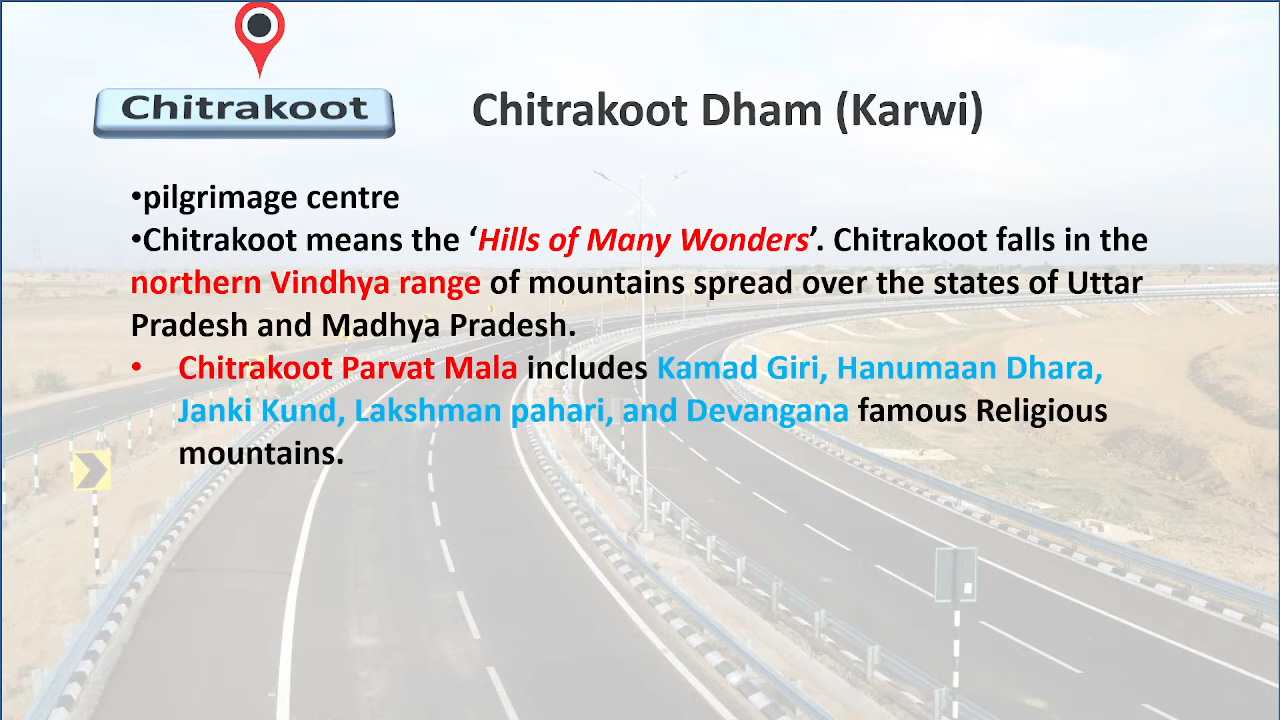 Chitrakoot
Chitrakoot Dham (Karwi)
•pilgrimage centre
•Chitrakoot means the ‘Hills of Many Wonders’. Chitrakoot falls in the
northern Vindhya range of mountains spread over the states of Uttar
Pradesh and Madhya Pradesh.
• Chitrakoot Parvat Mala includes Kamad Giri, Hanumaan Dhara,
Janki Kund, Lakshman pahari, and Devangana famous Religious
mountains.